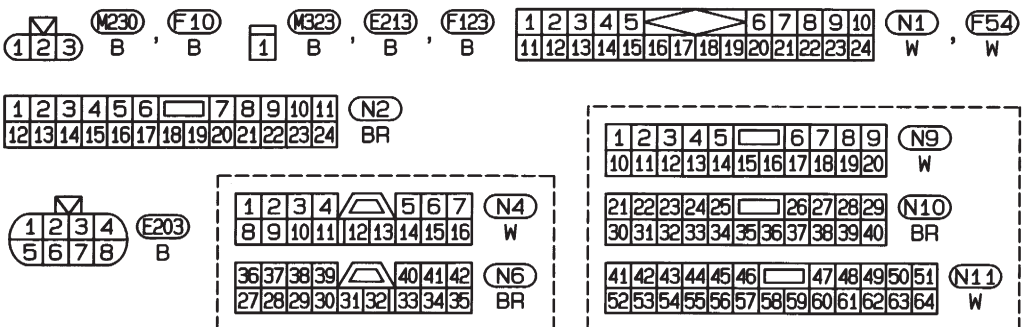 1 2 3 M230 B , F10 B
1 M323 B , E213 B , F123 B
1 2 3 4 5 6 7 8 9 10 N1 W , F54 W
11 12 13 14 15 16 17 18 19 20 21 22 23 24
1 2 3 4 5 6 7 8 9 10 11 N2
12 13 14 15 16 17 18 19 20 21 22 23 24 BR
1 2 3 4 E203
5 6 7 8 B
1 2 3 4 5 6 7 N4
8 9 10 11 12 13 14 15 16 W
36 37 38 39 40 41 42 N6
27 28 29 30 31 32 33 34 35 BR
1 2 3 4 5 6 7 8 9 N9
10 11 12 13 14 15 16 17 18 19 20 W
21 22 23 24 25 26 27 28 29 N10
30 31 32 33 34 35 36 37 38 39 40 BR
41 42 43 44 45 46 47 48 49 50 51 N11
52 53 54 55 56 57 58 59 60 61 62 63 64 W